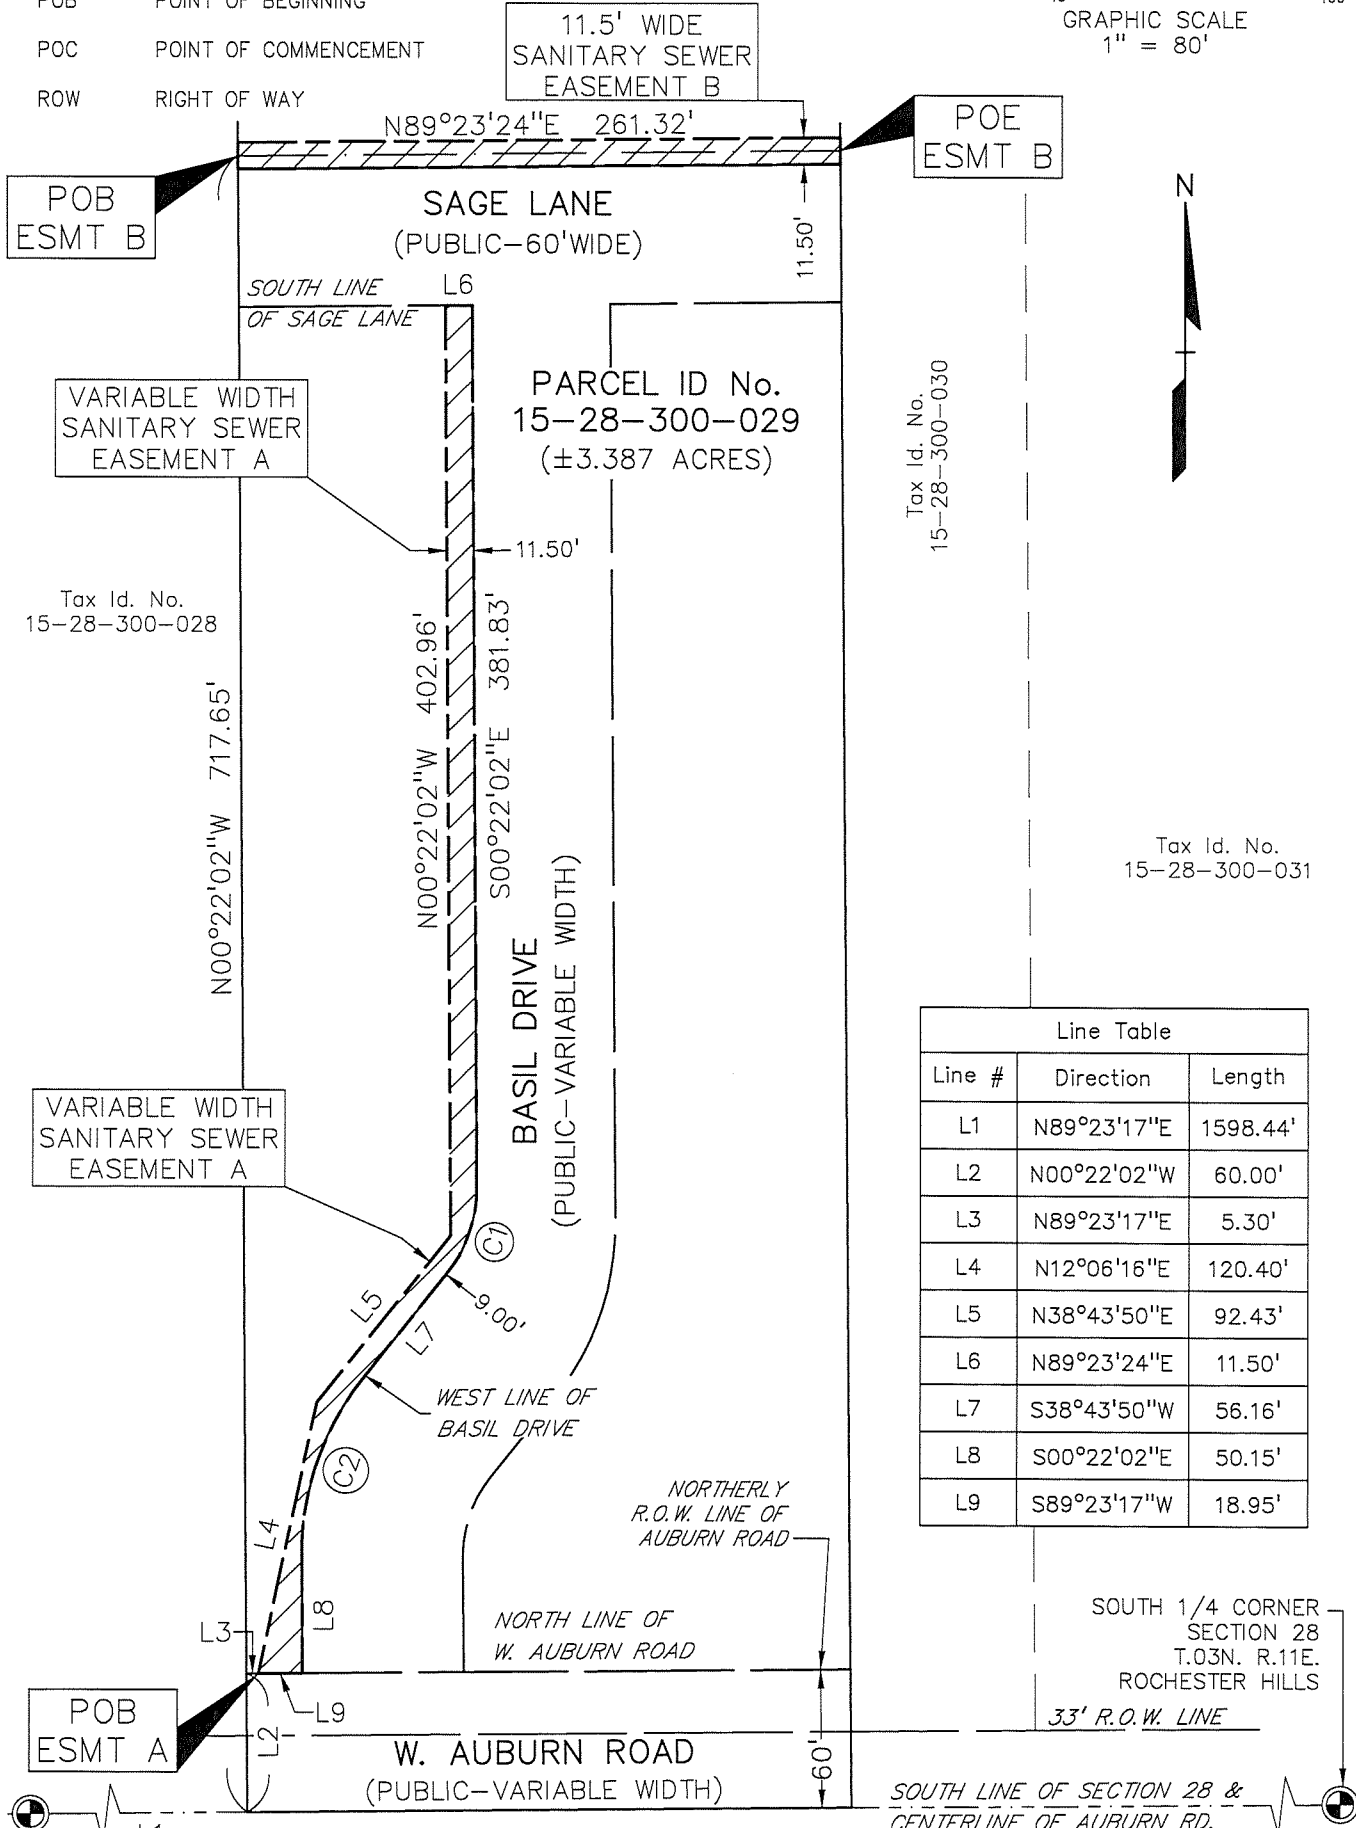 POB POINT OF BEGINNING
POC POINT OF COMMENCEMENT
ROW RIGHT OF WAY
11.5' WIDE
SANITARY SEWER
EASEMENT B
GRAPHIC SCALE
1" = 80'
N89°23'24"E 261.32'
POE
ESMT B
POB
ESMT B
N
SAGE LANE
(PUBLIC-60'WIDE)
11.50'
SOUTH LINE
OF SAGE LANE
L6
VARIABLE WIDTH
SANITARY SEWER
EASEMENT A
PARCEL ID No.
15-28-300-029
(±3.387 ACRES)
Tax Id. No.
15-28-300-030
11.50'
Tax Id. No.
15-28-300-028
N00°22'02"W 717.65'
N00°22'02"W 402.96'
S00°22'02"E 381.83'
BASIL DRIVE
(PUBLIC-VARIABLE WIDTH)
Tax Id. No.
15-28-300-031
VARIABLE WIDTH
SANITARY SEWER
EASEMENT A
C1
L5
9.00'
L7
WEST LINE OF
BASIL DRIVE
C2
Line Table
Line # Direction Length
L1 N89°23'17"E 1598.44'
L2 N00°22'02"W 60.00'
L3 N89°23'17"E 5.30'
L4 N12°06'16"E 120.40'
L5 N38°43'50"E 92.43'
L6 N89°23'24"E 11.50'
L7 S38°43'50"W 56.16'
L8 S00°22'02"E 50.15'
L9 S89°23'17"W 18.95'
NORTHERLY
R.O.W. LINE OF
AUBURN ROAD
L4
L8
L3
NORTH LINE OF
W. AUBURN ROAD
SOUTH 1/4 CORNER
SECTION 28
T.03N. R.11E.
ROCHESTER HILLS
33' R.O.W. LINE
POB
ESMT A
L9
L2
W. AUBURN ROAD
(PUBLIC-VARIABLE WIDTH)
60'
SOUTH LINE OF SECTION 28 &
CENTERLINE OF AUBURN RD.
L1